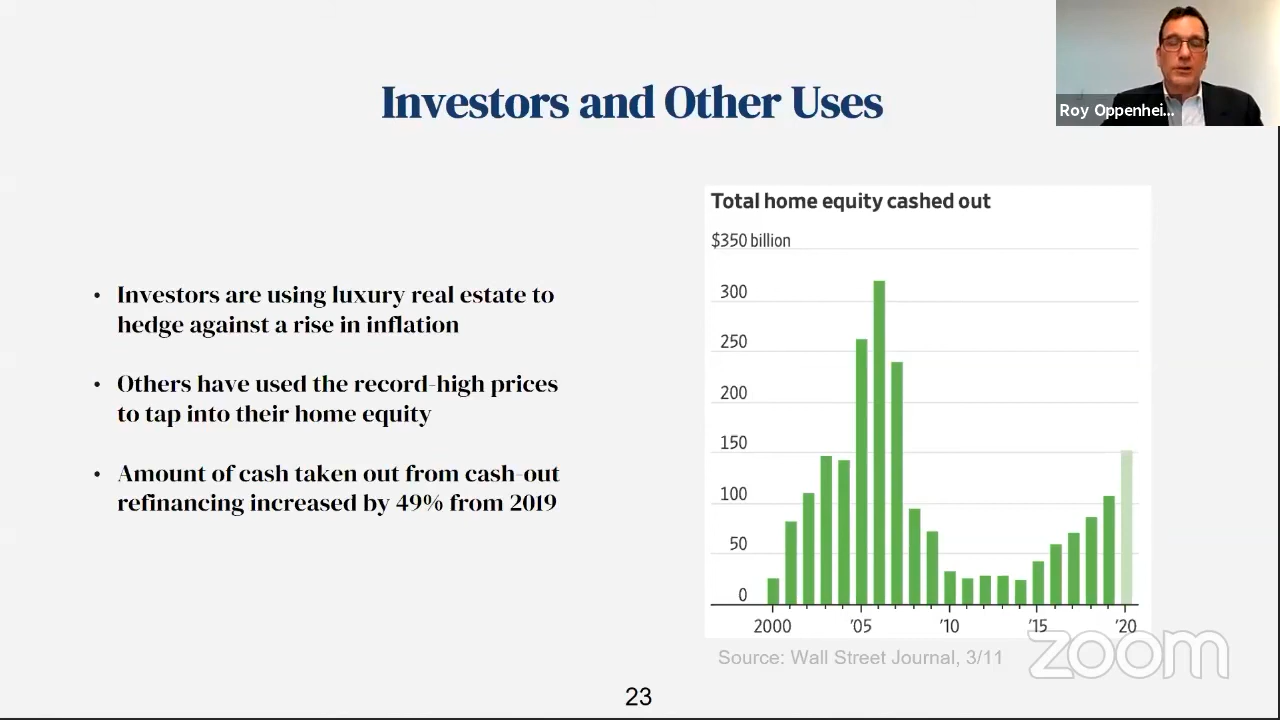 Investors and Other Uses
Roy Oppenhei...
• Investors are using luxury real estate to
hedge against a rise in inflation
• Others have used the record-high prices
to tap into their home equity
• Amount of cash taken out from cash-out
refinancing increased by 49% from 2019
Total home equity cashed out
$350 billion
300
250
200
150
100
50
0
2000 '05 '10 '15 '20
Source: Wall Street Journal, 3/11
zoom
23